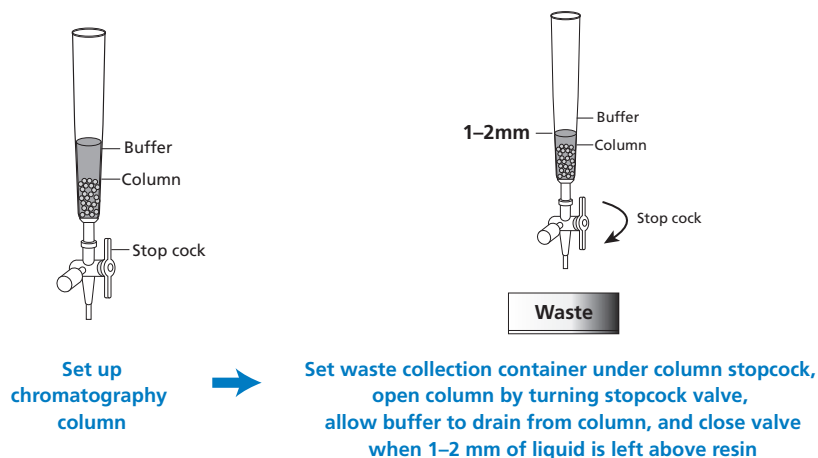 Buffer
Column
Stop cock
Set up
chromatography
column
1–2mm
Buffer
Column
Stop cock
Waste
Set waste collection container under column stopcock,
open column by turning stopcock valve,
allow buffer to drain from column, and close valve
when 1–2 mm of liquid is left above resin